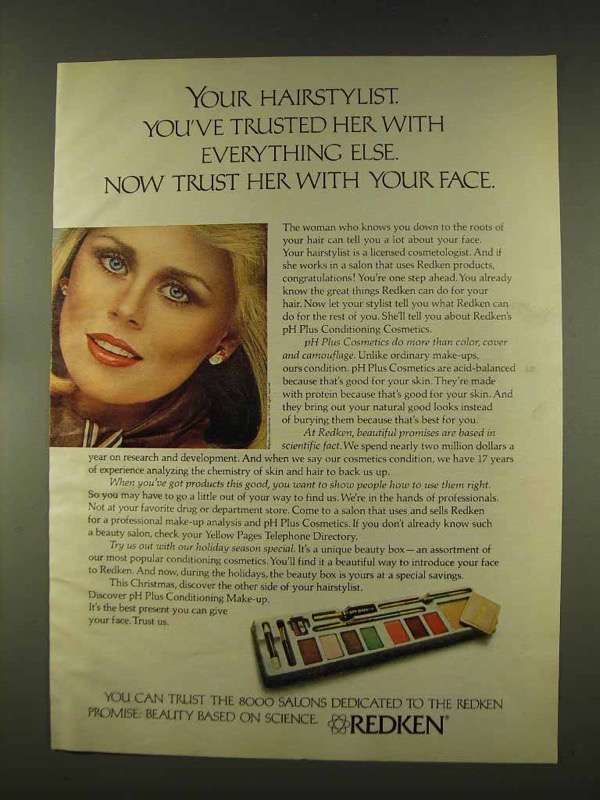 YOUR HAIRSTYLIST.
YOU'VE TRUSTED HER WITH
EVERYTHING ELSE.
NOW TRUST HER WITH YOUR FACE.
The woman who knows you down to the roots of
your hair can tell you a lot about your face.
Your hairstylist is a licensed cosmetologist. And if
she works in a salon that uses Redken products,
congratulations! You're one step ahead. You already
know the great things Redken can do for your
hair. Now let your stylist tell you what Redken can
do for the rest of you. She'll tell you about Redken's
pH Plus Conditioning Cosmetics.
pH Plus Cosmetics do more than color, cover
and camouflage. Unlike ordinary make-ups,
ours condition. pH Plus Cosmetics are acid-balanced
because that's good for your skin. They're made
with protein because that's good for your skin. And
they bring out your natural good looks instead
of burying them because that's best for you.
At Redken, beautiful promises are based in
scientific fact. We spend nearly two million dollars a
year on research and development. And when we say our cosmetics condition, we have 17 years
of experience analyzing the chemistry of skin and hair to back us up.
When you've got products this good, you want to show people how to use them right.
So you may have to go a little out of your way to find us. We're in the hands of professionals.
Not at your favorite drug or department store. Come to a salon that uses and sells Redken
for a professional make-up analysis and pH Plus Cosmetics. If you don't already know such
a beauty salon, check your Yellow Pages Telephone Directory.
Try us out with our holiday season special. It's a unique beauty box—an assortment of
our most popular conditioning cosmetics. You'll find it a beautiful way to introduce your face
to Redken. And now, during the holidays, the beauty box is yours at a special savings.
This Christmas, discover the other side of your hairstylist.
Discover pH Plus Conditioning Make-up.
It's the best present you can give
your face. Trust us.
YOU CAN TRUST THE 8000 SALONS DEDICATED TO THE REDKEN
PROMISE: BEAUTY BASED ON SCIENCE. REDKEN®